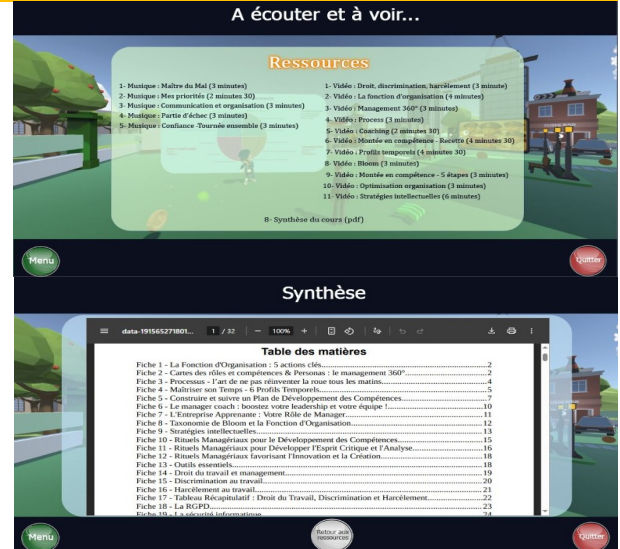 A écouter et à voir...
Ressources
1- Musique : Maître du Mal (3 minutes)
2- Musique : Mes priorités (2 minutes 30)
3- Musique : Communication et organisation (3 minutes)
4- Musique : Partie d'échec (3 minutes)
5- Musique : Confiance -Tournée ensemble (3 minutes)
1- Vidéo : Droit, discrimination, harcèlement (3 minute)
2- Vidéo : La fonction d'organisation (4 minutes)
3- Vidéo : Management 360° (3 minutes)
4- Vidéo : Process (3 minutes)
5- Vidéo : Coaching (2 minutes 30)
6- Vidéo : Montée en compétence - Recette (4 minutes 30)
7- Vidéo : Profils temporels (4 minutes 30)
8- Vidéo : Bloom (3 minutes)
9- Vidéo : Montée en compétence - 5 étapes (3 minutes)
10- Vidéo : Optimisation organisation (3 minutes)
11- Vidéo : Stratégies intellectuelles (6 minutes)
8- Synthèse du cours (pdf)
Menu
Quitter
Synthèse
data-191565271801... 1 / 32 100%
Table des matières
Fiche 1 - La Fonction d'Organisation : 5 actions clés 2
Fiche 2 - Cartes des rôles et compétences & Personas : le management 360° 2
Fiche 3 - Processus - l'art de ne pas réinventer la roue tous les matins 4
Fiche 4 - Maîtriser son Temps - 6 Profils Temporels 5
Fiche 5 - Construire et suivre un Plan de Développement des Compétences 7
Fiche 6 - Le manager coach : boostez votre leadership et votre équipe ! 10
Fiche 7 - L'Entreprise Apprenante : Votre Rôle de Manager 11
Fiche 8 - Taxonomie de Bloom et la Fonction d'Organisation 12
Fiche 9 - Stratégies intellectuelles 13
Fiche 10 - Rituels Managériaux pour le Développement des Compétences 15
Fiche 11 - Rituels Managériaux pour Développer l'Esprit Critique et l'Analyse 16
Fiche 12 - Rituels Managériaux favorisant l'Innovation et la Création 18
Fiche 13 - Outils essentiels 18
Fiche 14 - Droit du travail et management 19
Fiche 15 - Discrimination au travail 20
Fiche 16 - Harcèlement au travail 21
Fiche 17 - Tableau Récapitulatif : Droit du Travail, Discrimination et Harcèlement 22
Fiche 18 - La RGPD 23
Fiche 19 - La sécurité informatique 24
Menu
Retour aux
ressources
Quitter